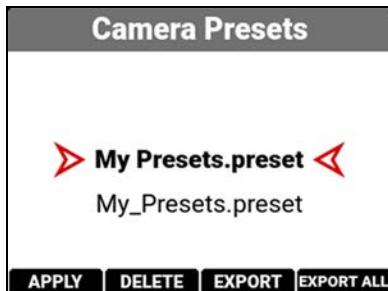 Camera Presets
My Presets.preset
My_Presets.preset
APPLY DELETE EXPORT EXPORT ALL